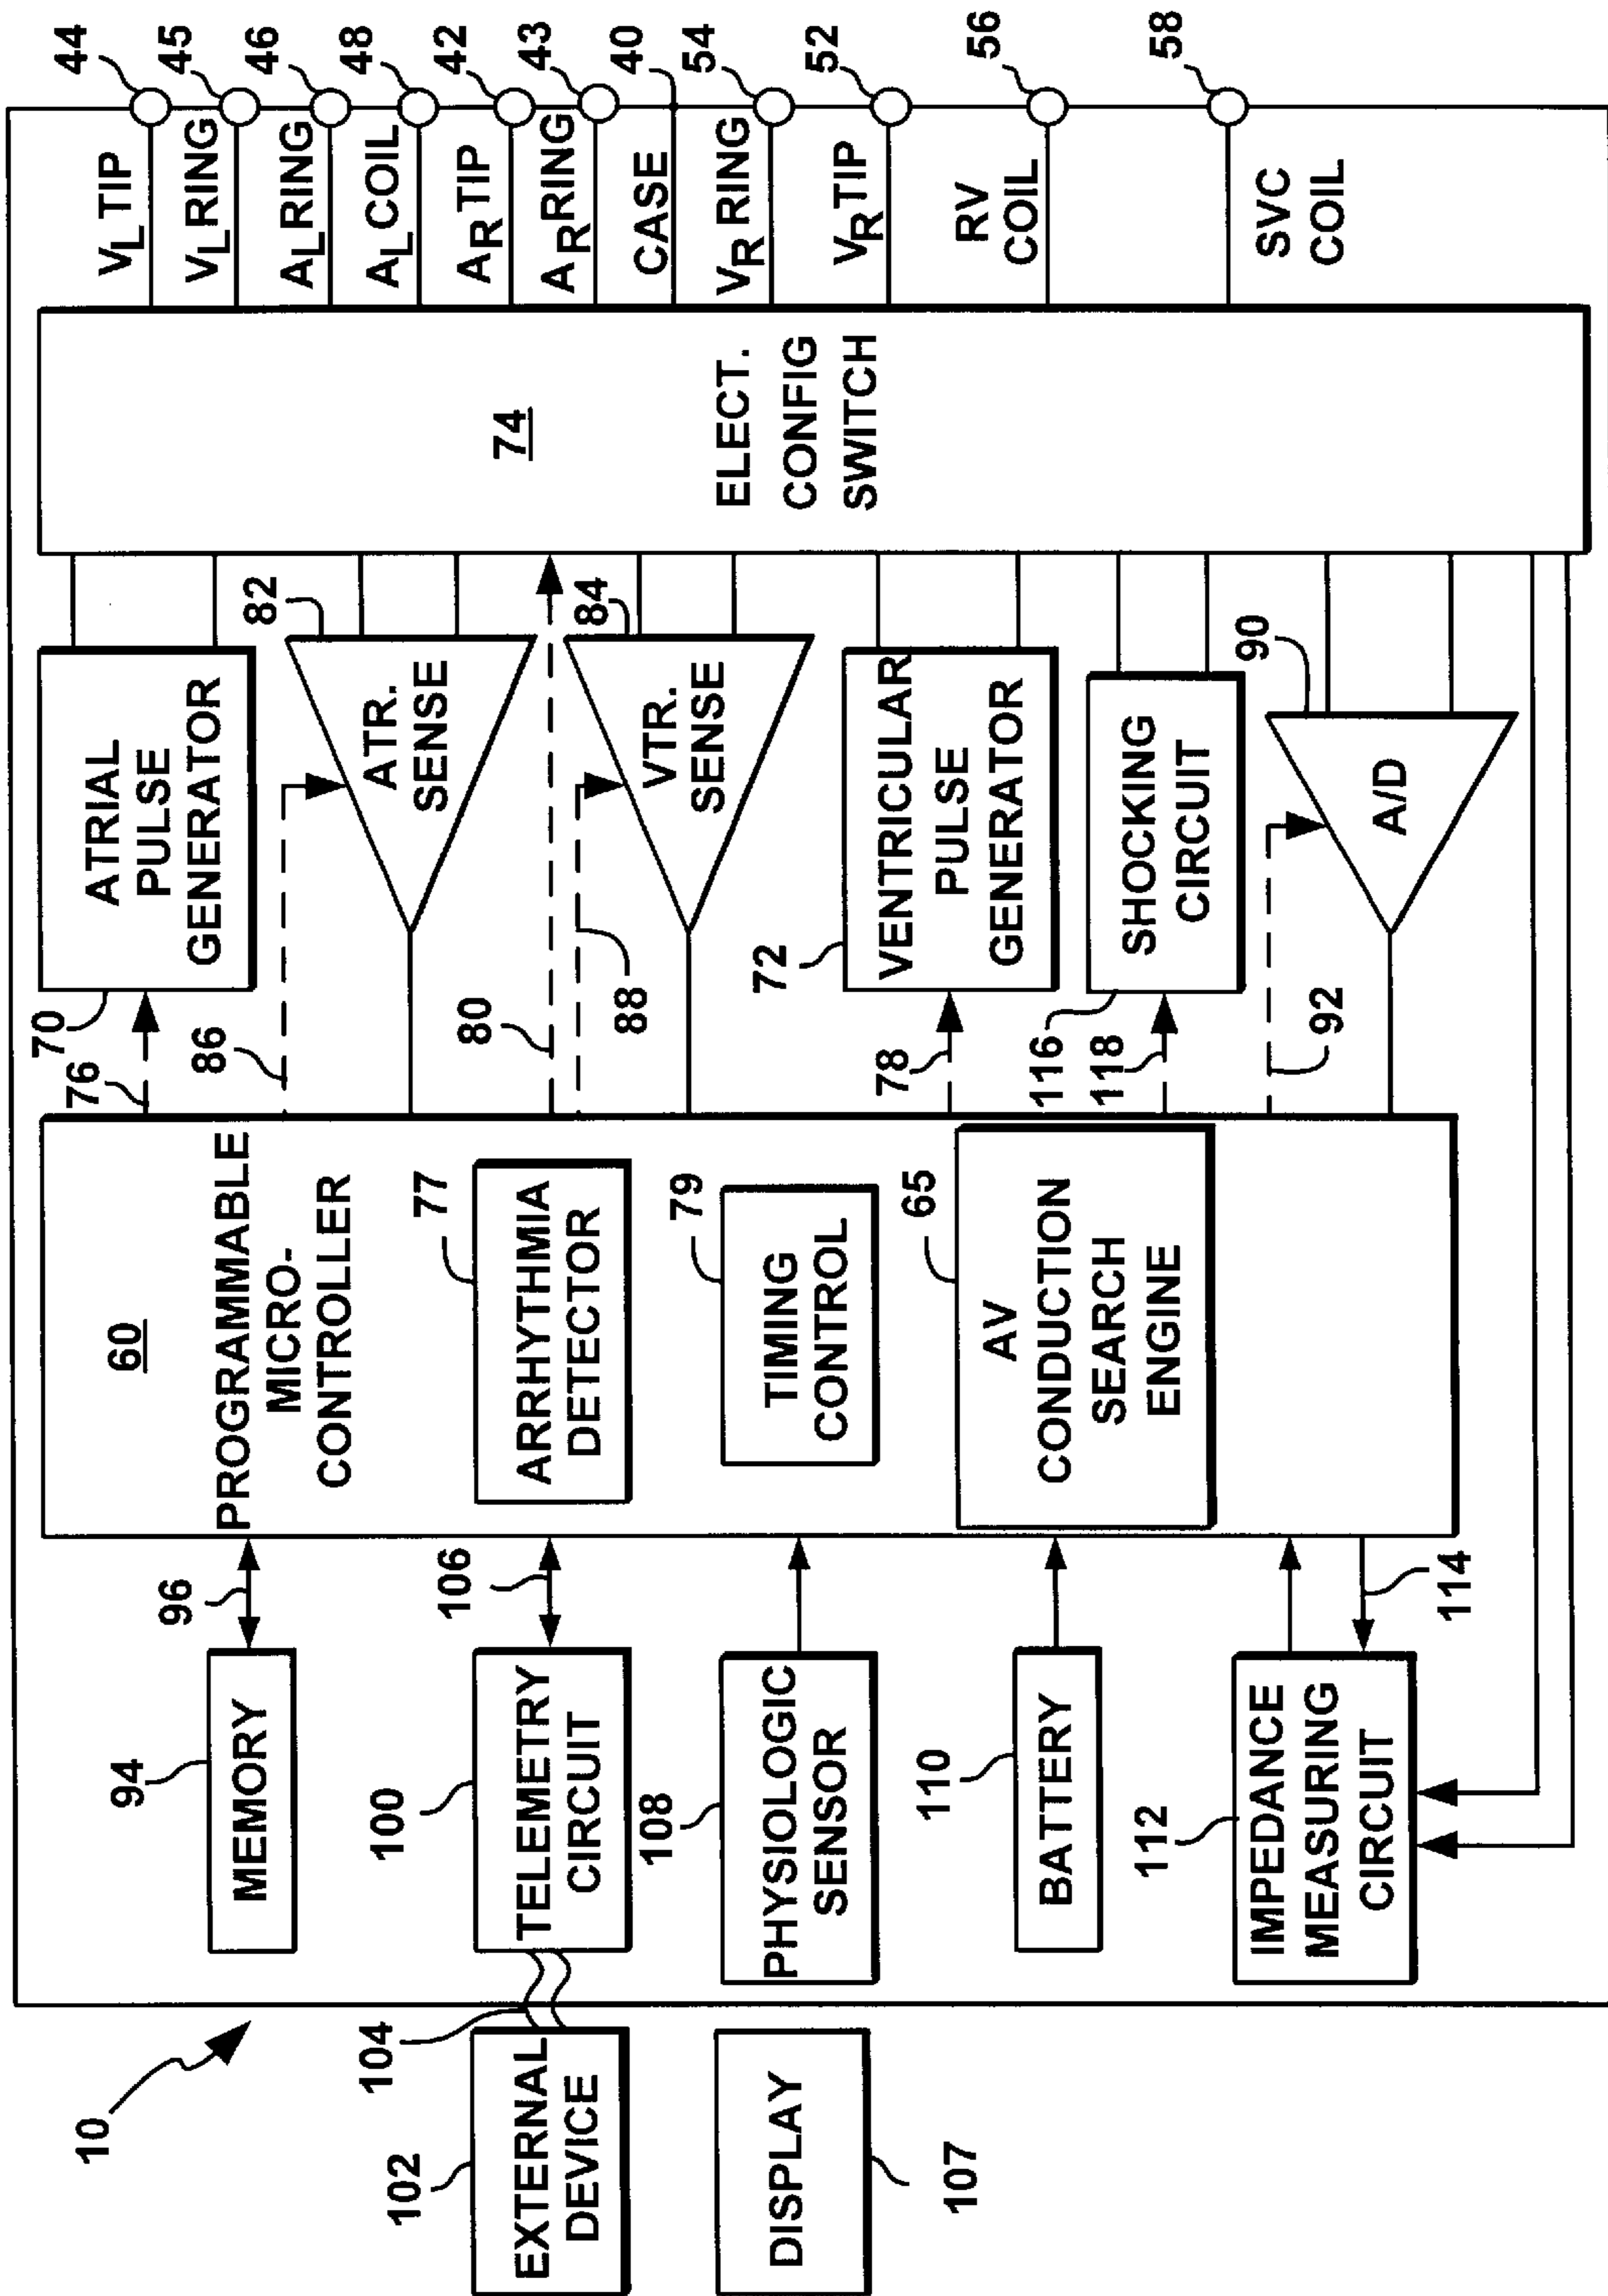 10
102
EXTERNAL
DEVICE
104
DISPLAY
107
94
MEMORY
96
100
TELEMETRY
CIRCUIT
106
108
PHYSIOLOGIC
SENSOR
110
BATTERY
112
IMPEDANCE
MEASURING
CIRCUIT
114
60
PROGRAMMABLE
MICRO-
CONTROLLER
77
ARRHYTHMIA
DETECTOR
79
TIMING
CONTROL
65
AV
CONDUCTION
SEARCH
ENGINE
70
76
ATRIAL
PULSE
GENERATOR
86
82
ATR.
SENSE
80
88
84
VTR.
SENSE
72
78
VENTRICULAR
PULSE
GENERATOR
116
118
SHOCKING
CIRCUIT
92
90
A/D
74
ELECT.
CONFIG
SWITCH
VL TIP 44
VL RING 45
AL RING 46
AL COIL 48
AR TIP 42
AR RING 43
CASE 40
VR RING 54
VR TIP 52
RV
COIL
56
SVC
COIL
58